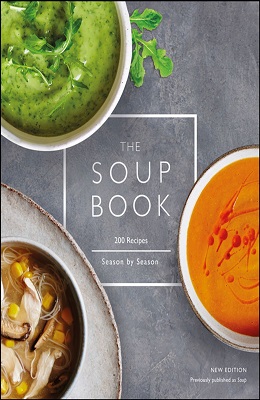 THE
SOUP
BOOK
200 Recipes
Season by Season
NEW EDITION
Previously published as Soup